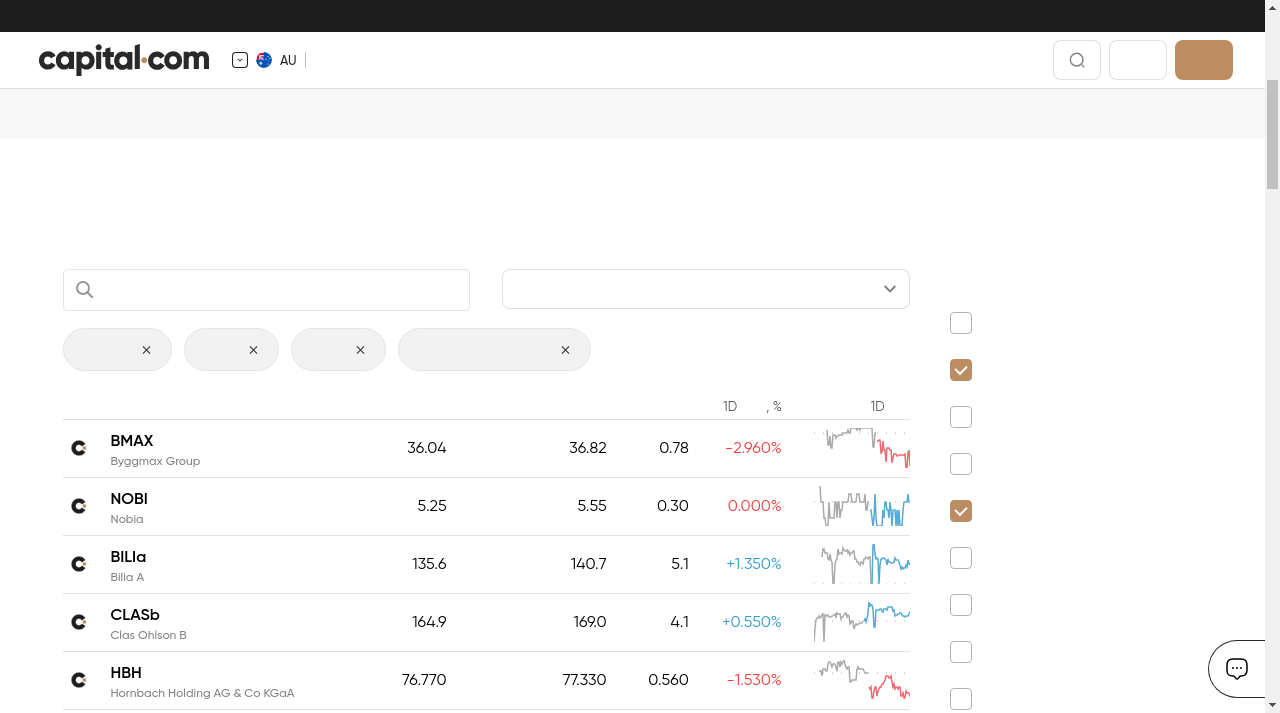 capital.com
AU
1D , % 1D
BMAX 36.04 36.82 0.78 -2.960%
Byggmax Group
NOBI 5.25 5.55 0.30 0.000%
Nobia
BILIa 135.6 140.7 5.1 +1.350%
Bilia A
CLASb 164.9 169.0 4.1 +0.550%
Clas Ohlson B
HBH 76.770 77.330 0.560 -1.530%
Hornbach Holding AG & Co KGaA